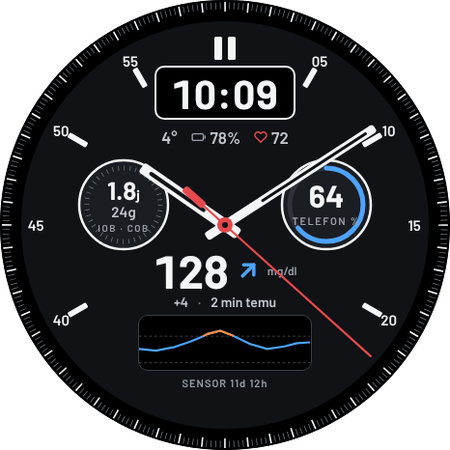 55
05
10:09
4° 78% 72
50
10
1.8j
24g
IOB · COB
64
TELEFON %
45
15
128 mg/dl
+4 · 2 min temu
40
20
SENSOR 11d 12h